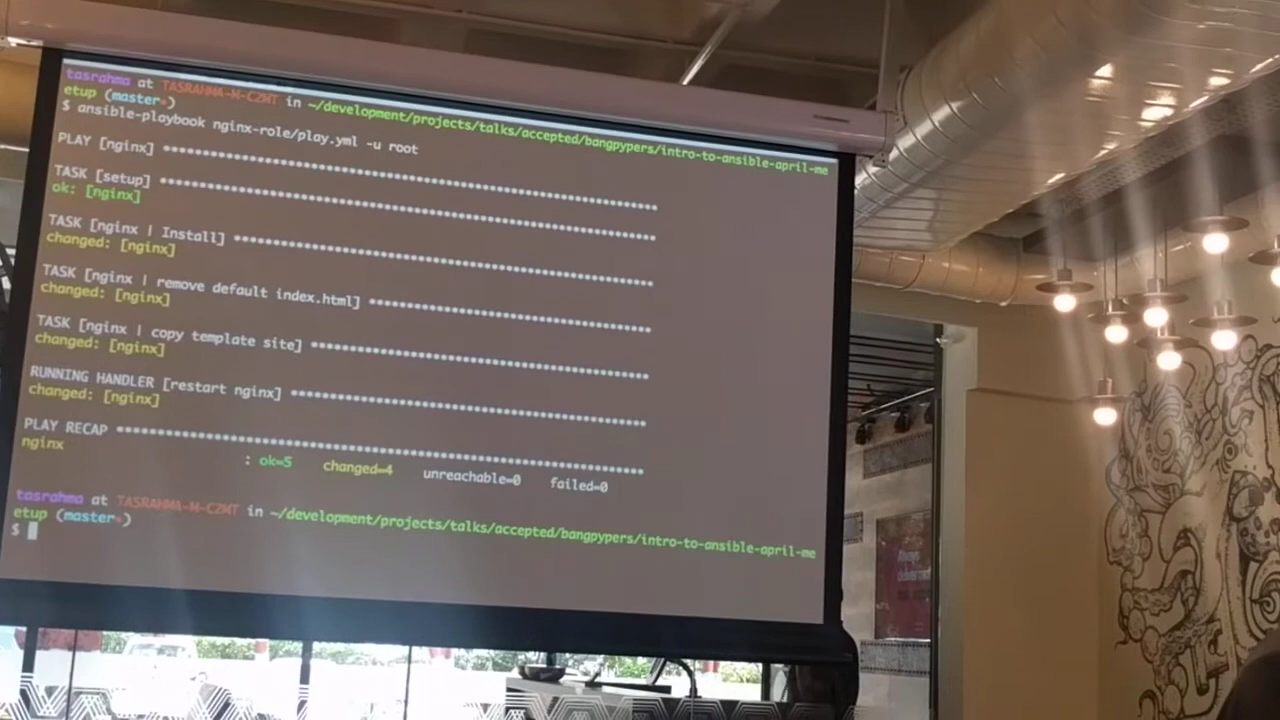 tasrahma at TASRAHMA-M-C2MT in ~/development/projects/talks/accepted/bangpypers/intro-to-ansible-april-me
etup (master*)
$ ansible-playbook nginx-role/play.yml -u root
PLAY [nginx] ******************************************************************
TASK [setup] ******************************************************************
ok: [nginx]
TASK [nginx | Install] ********************************************************
changed: [nginx]
TASK [nginx | remove default index.html] **************************************
changed: [nginx]
TASK [nginx | copy template site] *********************************************
changed: [nginx]
RUNNING HANDLER [restart nginx] ***********************************************
changed: [nginx]
PLAY RECAP ********************************************************************
nginx : ok=5 changed=4 unreachable=0 failed=0
tasrahma at TASRAHMA-M-C2MT in ~/development/projects/talks/accepted/bangpypers/intro-to-ansible-april-me
etup (master*)
$
Always